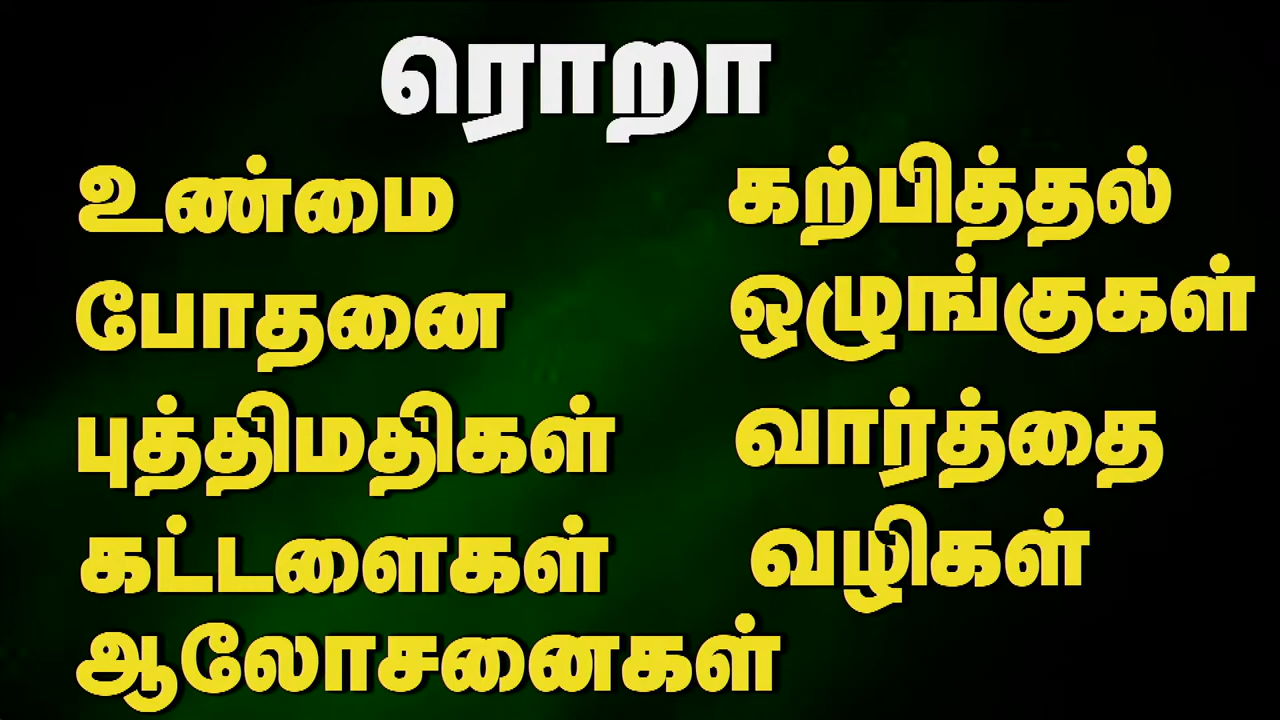 ரொறா
உண்மை
போதனை
புத்திமதிகள்
கட்டளைகள்
ஆலோசனைகள்
கற்பித்தல்
ஒழுங்குகள்
வார்த்தை
வழிகள்